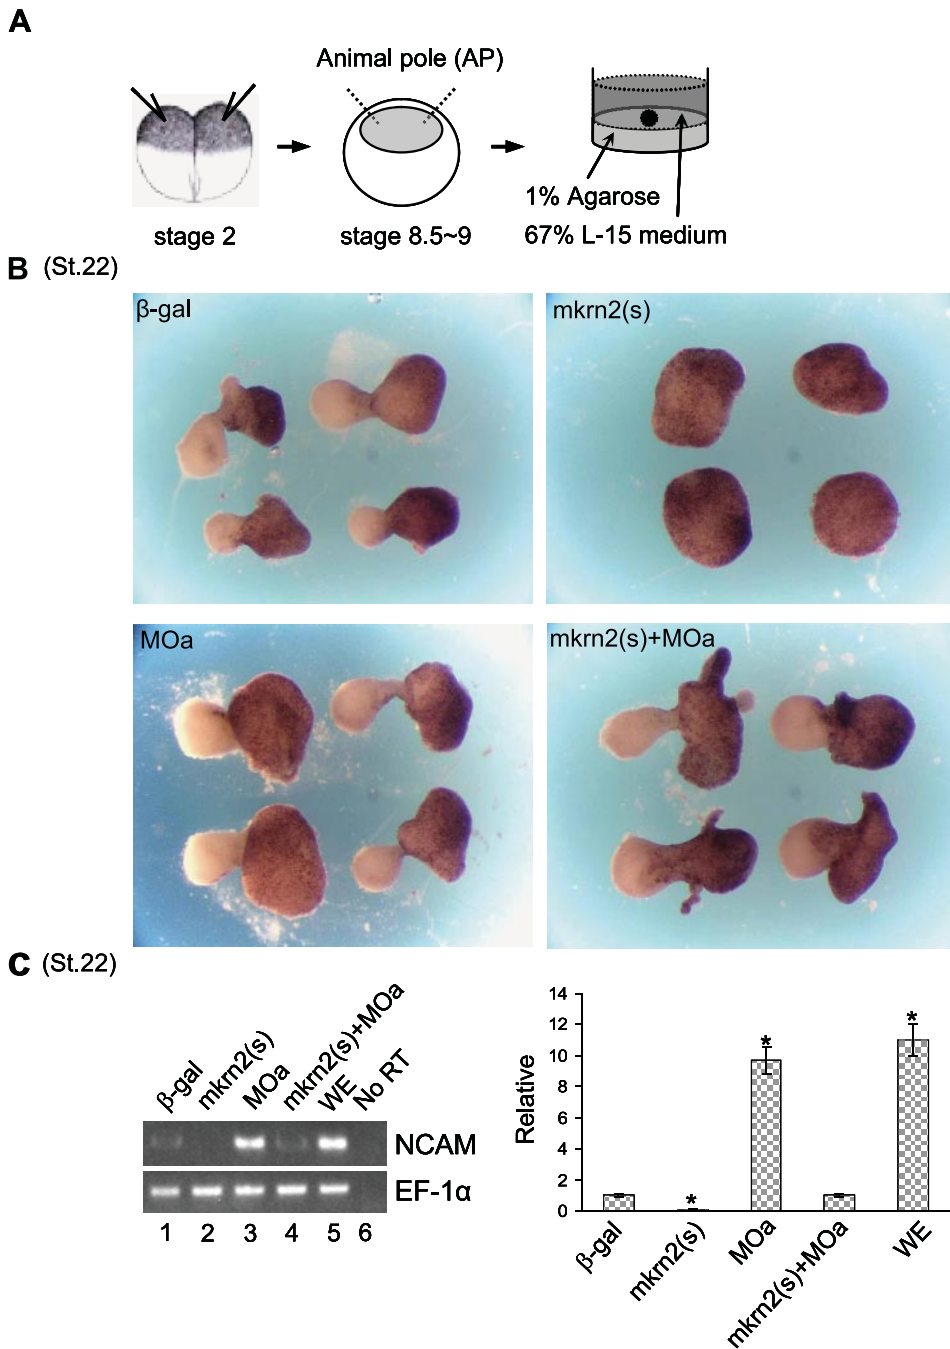 A
Animal pole (AP)
1% Agarose
stage 2
stage 8.5~9
67% L-15 medium
B (St.22)
β-gal
mkrn2(s)
MOa
mkrn2(s)+MOa
C (St.22)
β-gal
mkrn2(s)
MOa
mkrn2(s)+MOa
WE
No RT
NCAM
EF-1α
1 2 3 4 5 6
Relative
14
12
10
8
6
4
2
0
*
*
*
β-gal
mkrn2(s)
MOa
mkrn2(s)+MOa
WE